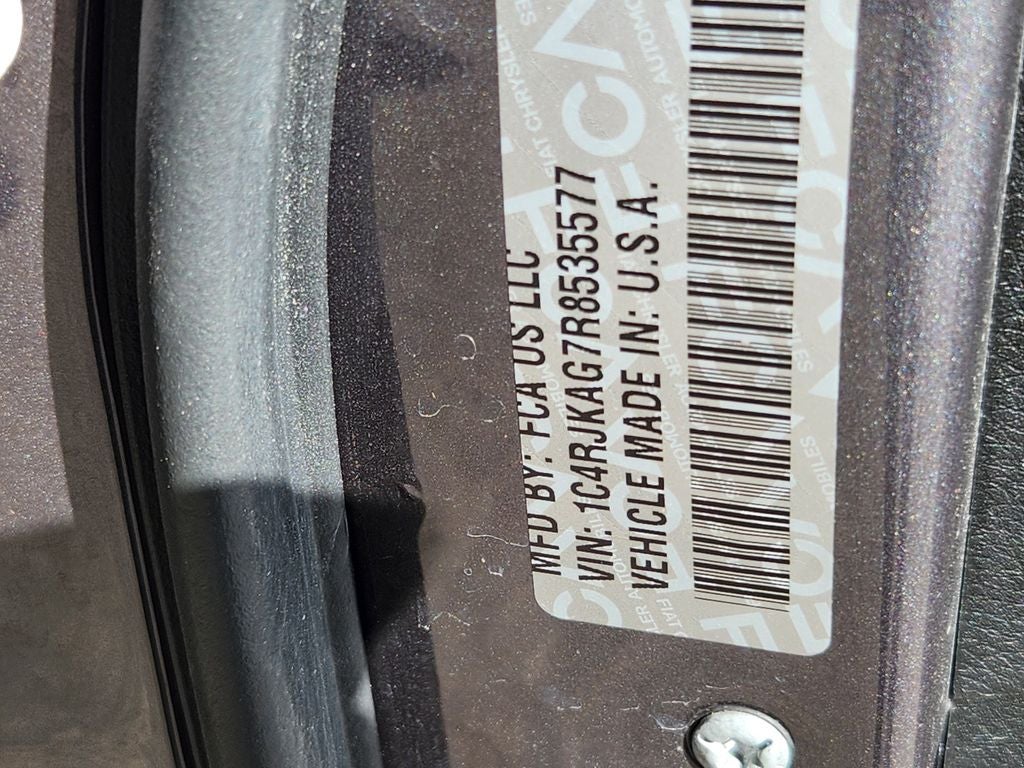 MFD BY: FCA US LLC
VIN: 1C4RJKAG7R8535577
VEHICLE MADE IN: U.S.A.